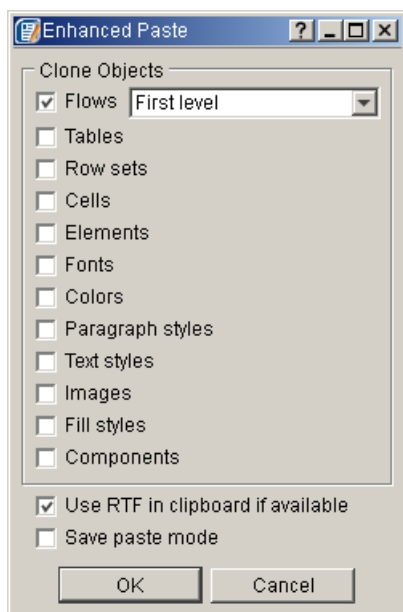 Enhanced Paste
Clone Objects
Flows First level
Tables
Row sets
Cells
Elements
Fonts
Colors
Paragraph styles
Text styles
Images
Fill styles
Components
Use RTF in clipboard if available
Save paste mode
OK Cancel